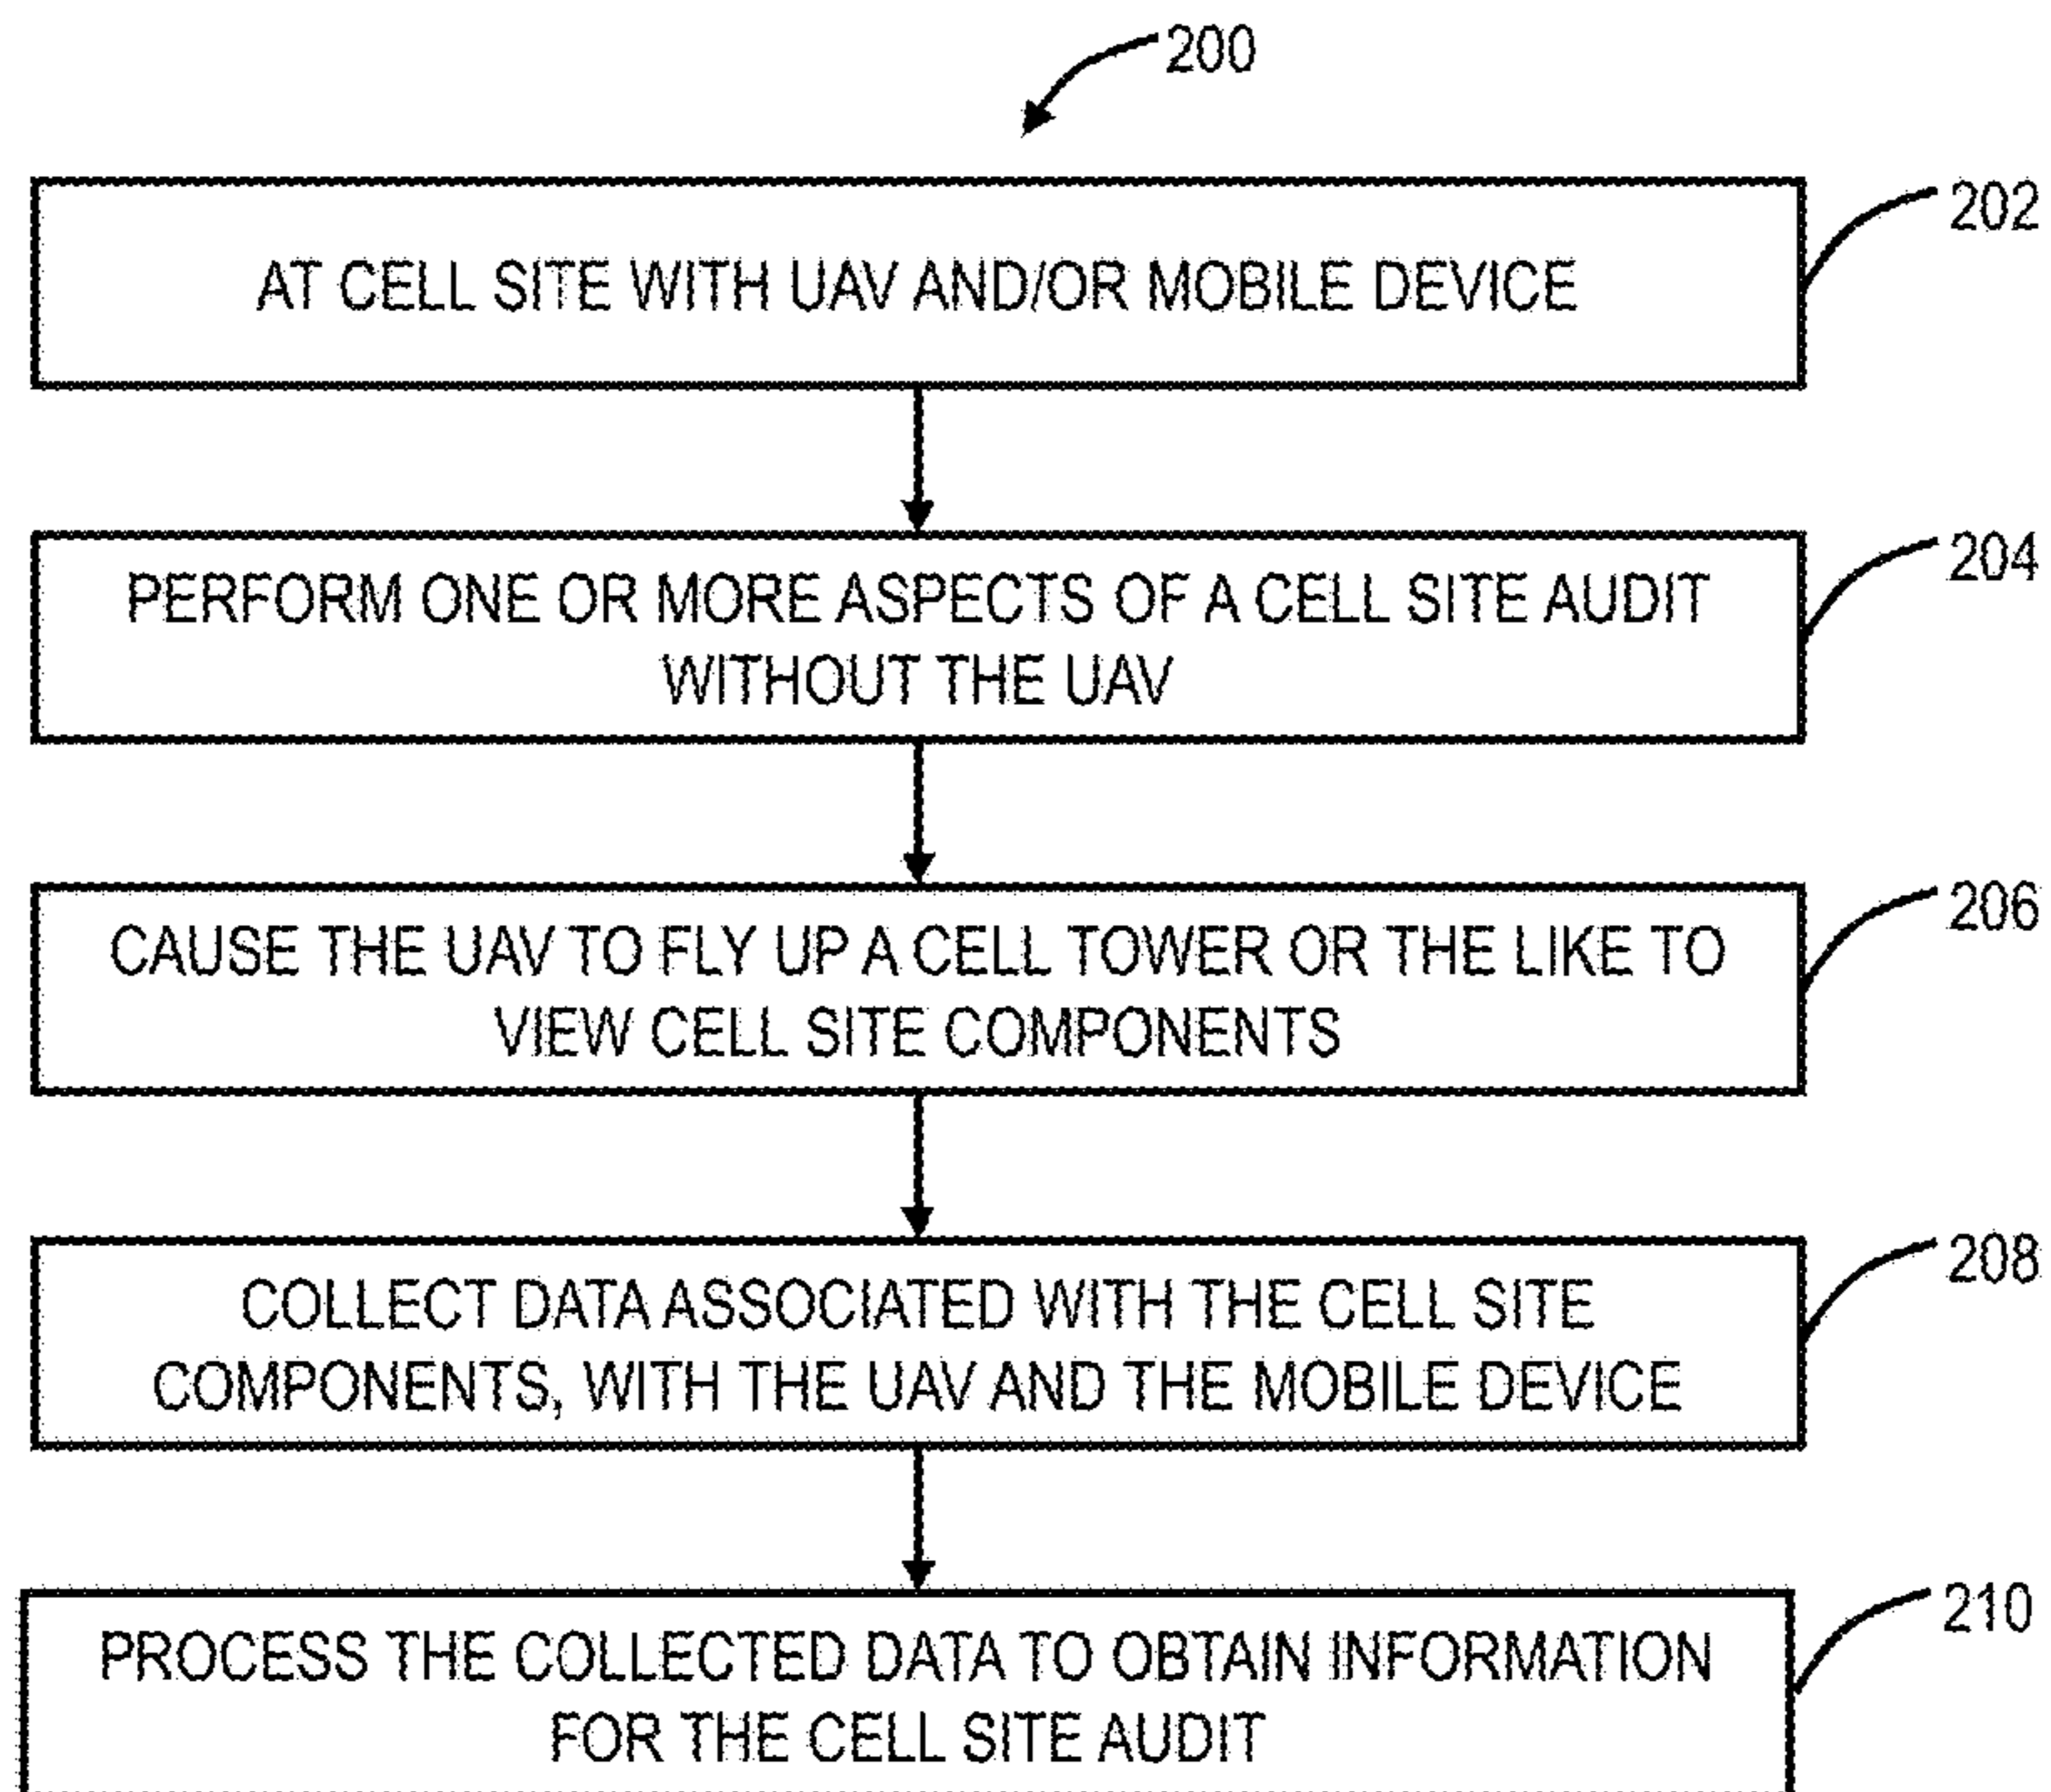 200
AT CELL SITE WITH UAV AND/OR MOBILE DEVICE
202
PERFORM ONE OR MORE ASPECTS OF A CELL SITE AUDIT
WITHOUT THE UAV
204
CAUSE THE UAV TO FLY UP A CELL TOWER OR THE LIKE TO
VIEW CELL SITE COMPONENTS
206
COLLECT DATA ASSOCIATED WITH THE CELL SITE
COMPONENTS, WITH THE UAV AND THE MOBILE DEVICE
208
PROCESS THE COLLECTED DATA TO OBTAIN INFORMATION
FOR THE CELL SITE AUDIT
210